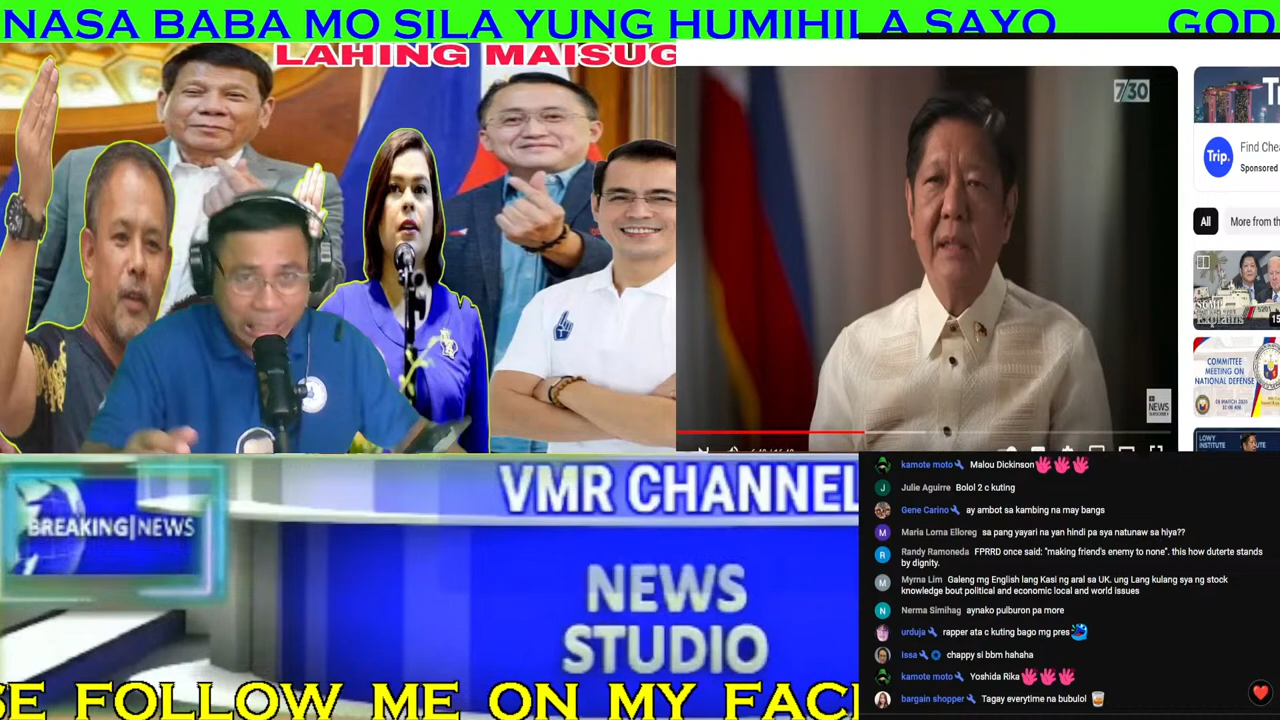 NASA BABA MO SILA YUNG HUMIHILA SAYO GOD
LAHING MAISUG
7/30
NEWS
Trip.
Find Chea
Sponsored
All
More from th
Explains
COMMITTEE
MEETING ON
NATIONAL DEFENSE
LOWY
INSTITUTE
BREAKING|NEWS
VMR CHANNEL
NEWS
STUDIO
SE FOLLOW ME ON MY FAC
kamote moto Malou Dickinson
Julie Aguirre Bolol 2 c kuting
Gene Carino ay ambot sa kambing na may bangs
Maria Lorna Elloreg sa pang yayari na yan hindi pa sya natunaw sa hiya??
Randy Ramoneda FPRRD once said: "making friend's enemy to none". this how duterte stands
by dignity.
Myrna Lim Galeng mg English lang Kasi ng aral sa UK. ung Lang kulang sya ng stock
knowledge bout political and economic local and world issues
Nerma Simihag aynako pulburon pa more
urduja rapper ata c kuting bago mg pres
Issa chappy si bbm hahaha
kamote moto Yoshida Rika
bargain shopper Tagay everytime na bubulol